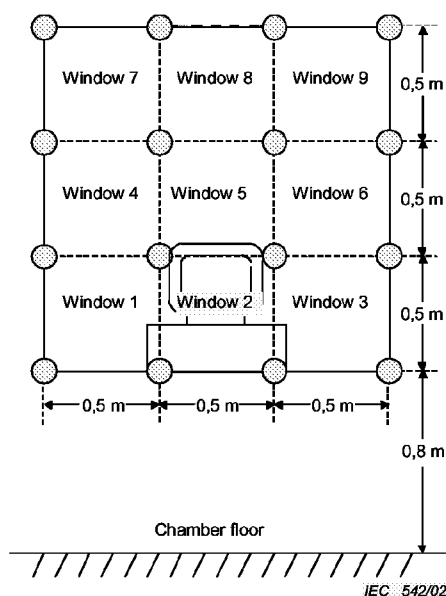 Window 7 Window 8 Window 9
0,5 m
Window 4 Window 5 Window 6
0,5 m
Window 1 Window 2 Window 3
0,5 m
0,5 m 0,5 m 0,5 m
0,8 m
Chamber floor
IEC 542/02